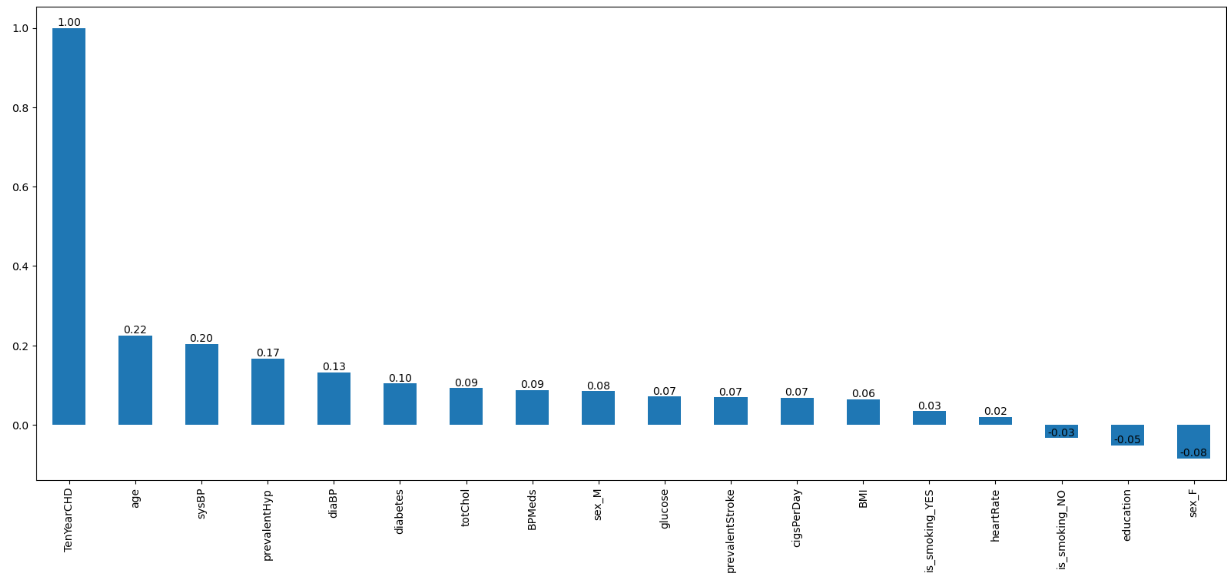 1.0
0.8
0.6
0.4
0.2
0.0
1.00
0.22
0.20
0.17
0.13
0.10
0.09
0.09
0.08
0.07
0.07
0.07
0.06
0.03
0.02
-0.03
-0.05
-0.08
TenYearCHD
age
sysBP
prevalentHyp
diaBP
diabetes
totChol
BPMeds
sex_M
glucose
prevalentStroke
cigsPerDay
BMI
is_smoking_YES
heartRate
is_smoking_NO
education
sex_F